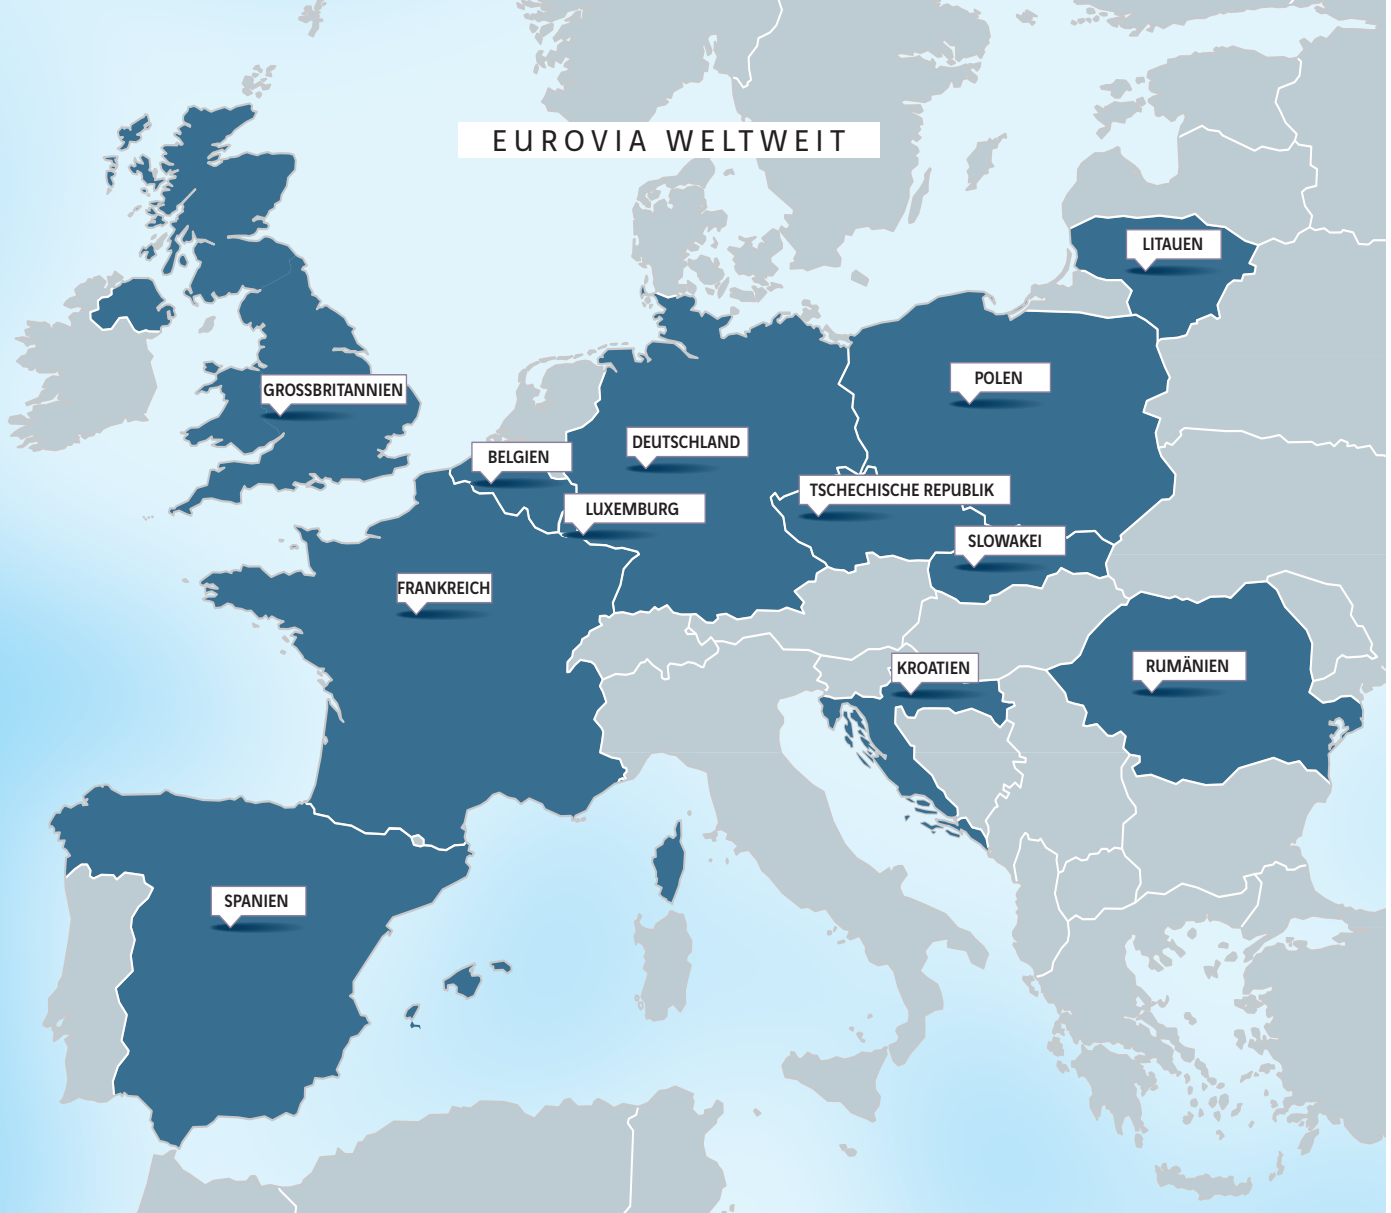 EUROVIA WELTWEIT
LITAUEN
POLEN
GROSSBRITANNIEN
DEUTSCHLAND
BELGIEN
TSCHECHISCHE REPUBLIK
LUXEMBURG
SLOWAKEI
FRANKREICH
KROATIEN
RUMÄNIEN
SPANIEN